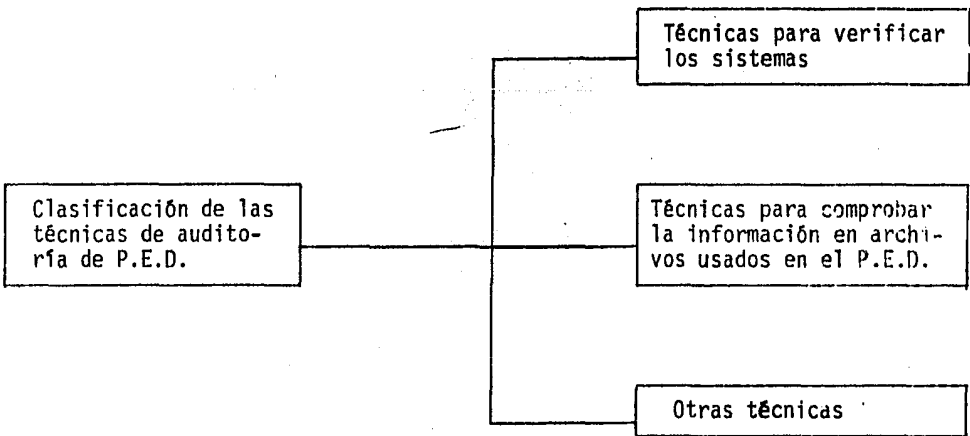 Técnicas para verificar
los sistemas
Clasificación de las
técnicas de audito-
ría de P.E.D.
Técnicas para comprobar
la información en archi-
vos usados en el P.E.D.
Otras técnicas